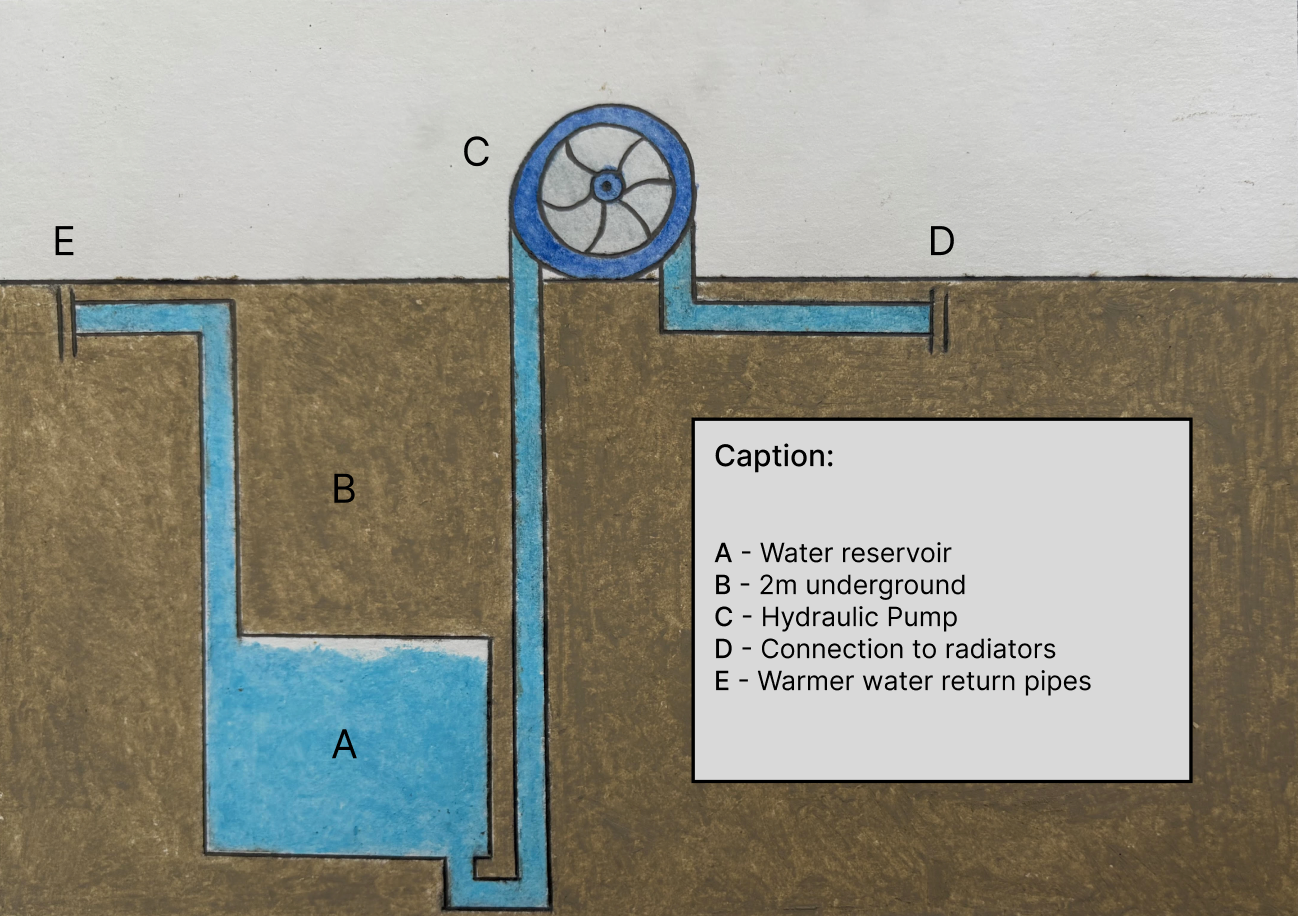 C
E
D
B
A
Caption:
A - Water reservoir
B - 2m underground
C - Hydraulic Pump
D - Connection to radiators
E - Warmer water return pipes